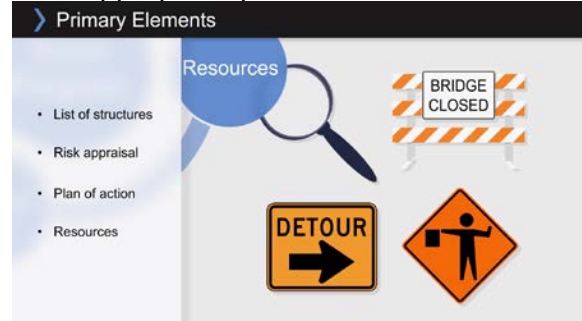 Primary Elements
List of structures
Risk appraisal
Plan of action
Resources
Resources
BRIDGE
CLOSED
DETOUR